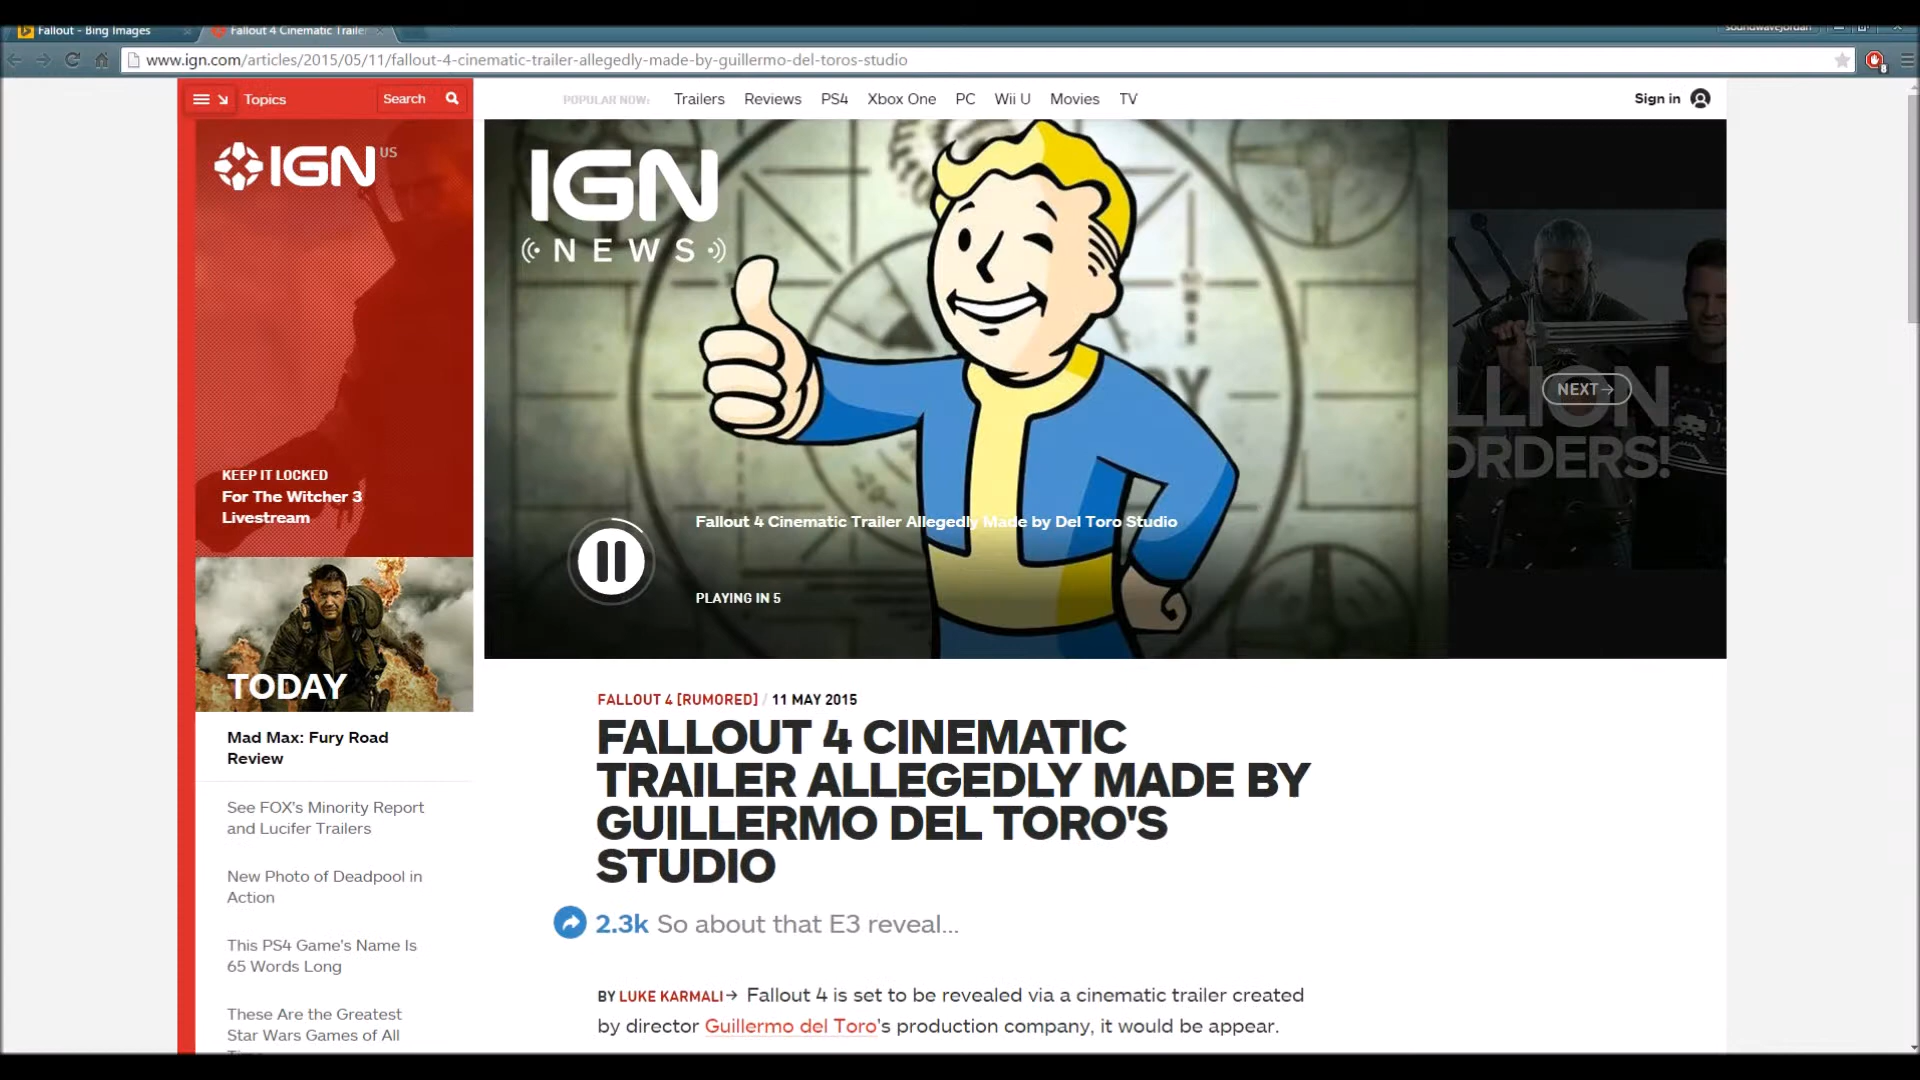 Fallout - Bing Images
Fallout 4 Cinematic Trailer
soundwavejordan
www.ign.com/articles/2015/05/11/fallout-4-cinematic-trailer-allegedly-made-by-guillermo-del-toros-studio
Topics
Search
POPULAR NOW:
Trailers
Reviews
PS4
Xbox One
PC
Wii U
Movies
TV
Sign in
IGN US
KEEP IT LOCKED
For The Witcher 3
Livestream
TODAY
Mad Max: Fury Road
Review
See FOX's Minority Report
and Lucifer Trailers
New Photo of Deadpool in
Action
This PS4 Game's Name Is
65 Words Long
These Are the Greatest
Star Wars Games of All
IGN
NEWS
Fallout 4 Cinematic Trailer Allegedly Made by Del Toro Studio
PLAYING IN 5
NEXT→
LLION
ORDERS!
FALLOUT 4 [RUMORED] / 11 MAY 2015
FALLOUT 4 CINEMATIC
TRAILER ALLEGEDLY MADE BY
GUILLERMO DEL TORO'S
STUDIO
2.3k So about that E3 reveal...
BY LUKE KARMALI→ Fallout 4 is set to be revealed via a cinematic trailer created
by director Guillermo del Toro's production company, it would be appear.